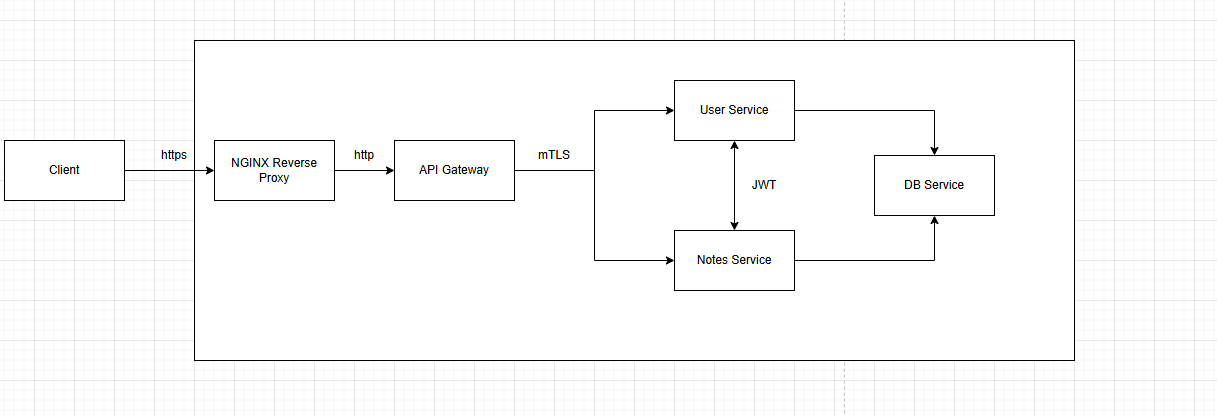 Client
https
NGINX Reverse
Proxy
http
API Gateway
mTLS
User Service
JWT
Notes Service
DB Service